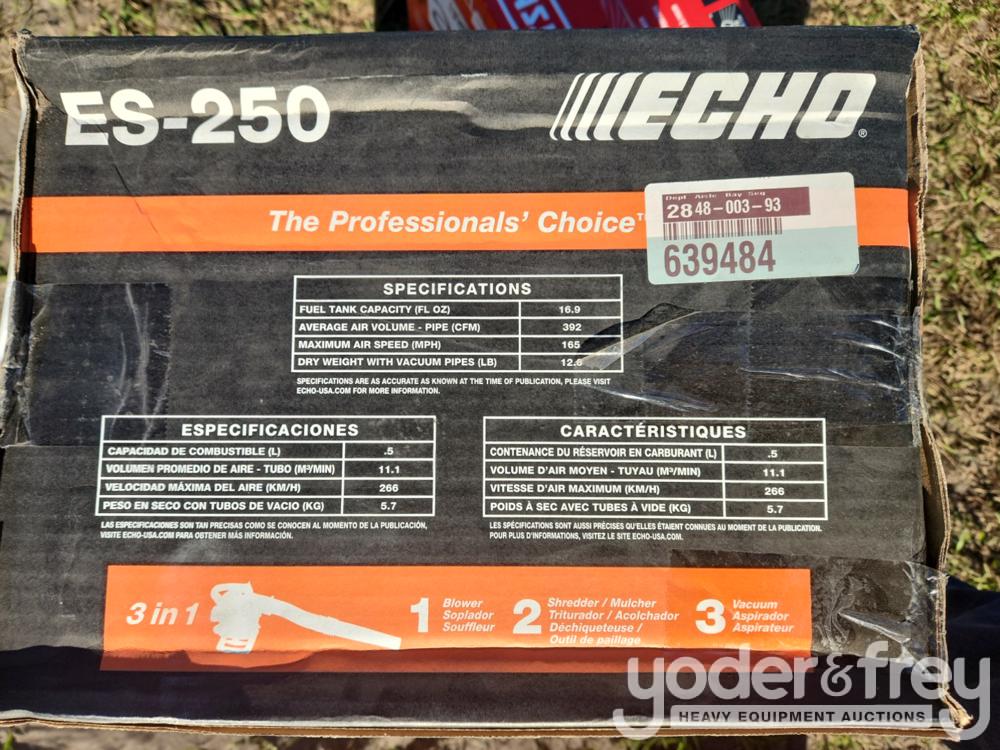 ES-250
ECHO®
The Professionals' Choice™
Dept Aisle Bay Seq
28 48-003-93
639484
SPECIFICATIONS
FUEL TANK CAPACITY (FL OZ) 16.9
AVERAGE AIR VOLUME - PIPE (CFM) 392
MAXIMUM AIR SPEED (MPH) 165
DRY WEIGHT WITH VACUUM PIPES (LB) 12.6
SPECIFICATIONS ARE AS ACCURATE AS KNOWN AT THE TIME OF PUBLICATION, PLEASE VISIT
ECHO-USA.COM FOR MORE INFORMATION.
ESPECIFICACIONES
CAPACIDAD DE COMBUSTIBLE (L) .5
VOLUMEN PROMEDIO DE AIRE - TUBO (M³/MIN) 11.1
VELOCIDAD MÁXIMA DEL AIRE (KM/H) 266
PESO EN SECO CON TUBOS DE VACIO (KG) 5.7
LAS ESPECIFICACIONES SON TAN PRECISAS COMO SE CONOCEN AL MOMENTO DE LA PUBLICACIÓN,
VISITE ECHO-USA.COM PARA OBTENER MÁS INFORMACIÓN.
CARACTÉRISTIQUES
CONTENANCE DU RÉSERVOIR EN CARBURANT (L) .5
VOLUME D'AIR MOYEN - TUYAU (M³/MIN) 11.1
VITESSE D'AIR MAXIMUM (KM/H) 266
POIDS À SEC AVEC TUBES À VIDE (KG) 5.7
LES SPÉCIFICATIONS SONT AUSSI PRÉCISES QU'ELLES ÉTAIENT CONNUES AU MOMENT DE LA PUBLICATION.
POUR PLUS D'INFORMATIONS, VISITEZ LE SITE ECHO-USA.COM.
3 in 1
1 Blower
Soplador
Souffleur
2 Shredder / Mulcher
Triturador / Acolchador
Déchiqueteuse /
Outil de paillage
3 Vacuum
Aspirador
Aspirateur
yoder&frey
HEAVY EQUIPMENT AUCTIONS